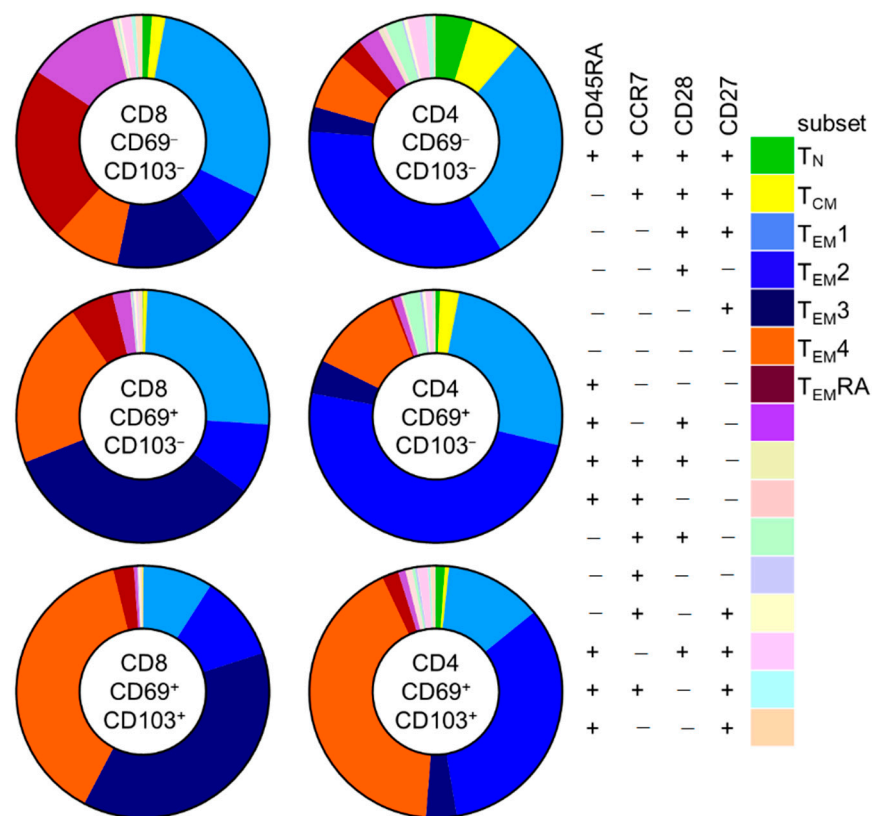 CD8
CD69⁻
CD103⁻
CD4
CD69⁻
CD103⁻
CD8
CD69⁺
CD103⁻
CD4
CD69⁺
CD103⁻
CD8
CD69⁺
CD103⁺
CD4
CD69⁺
CD103⁺
CD45RA CCR7 CD28 CD27 subset
+ + + + T_N
– + + + T_CM
– – + + T_EM1
– – + – T_EM2
– – – + T_EM3
– – – – T_EM4
+ – – – T_EMRA
+ – + –
+ + + –
+ + – –
– + + –
– + – –
– + – +
+ – + +
+ + – +
+ – – +